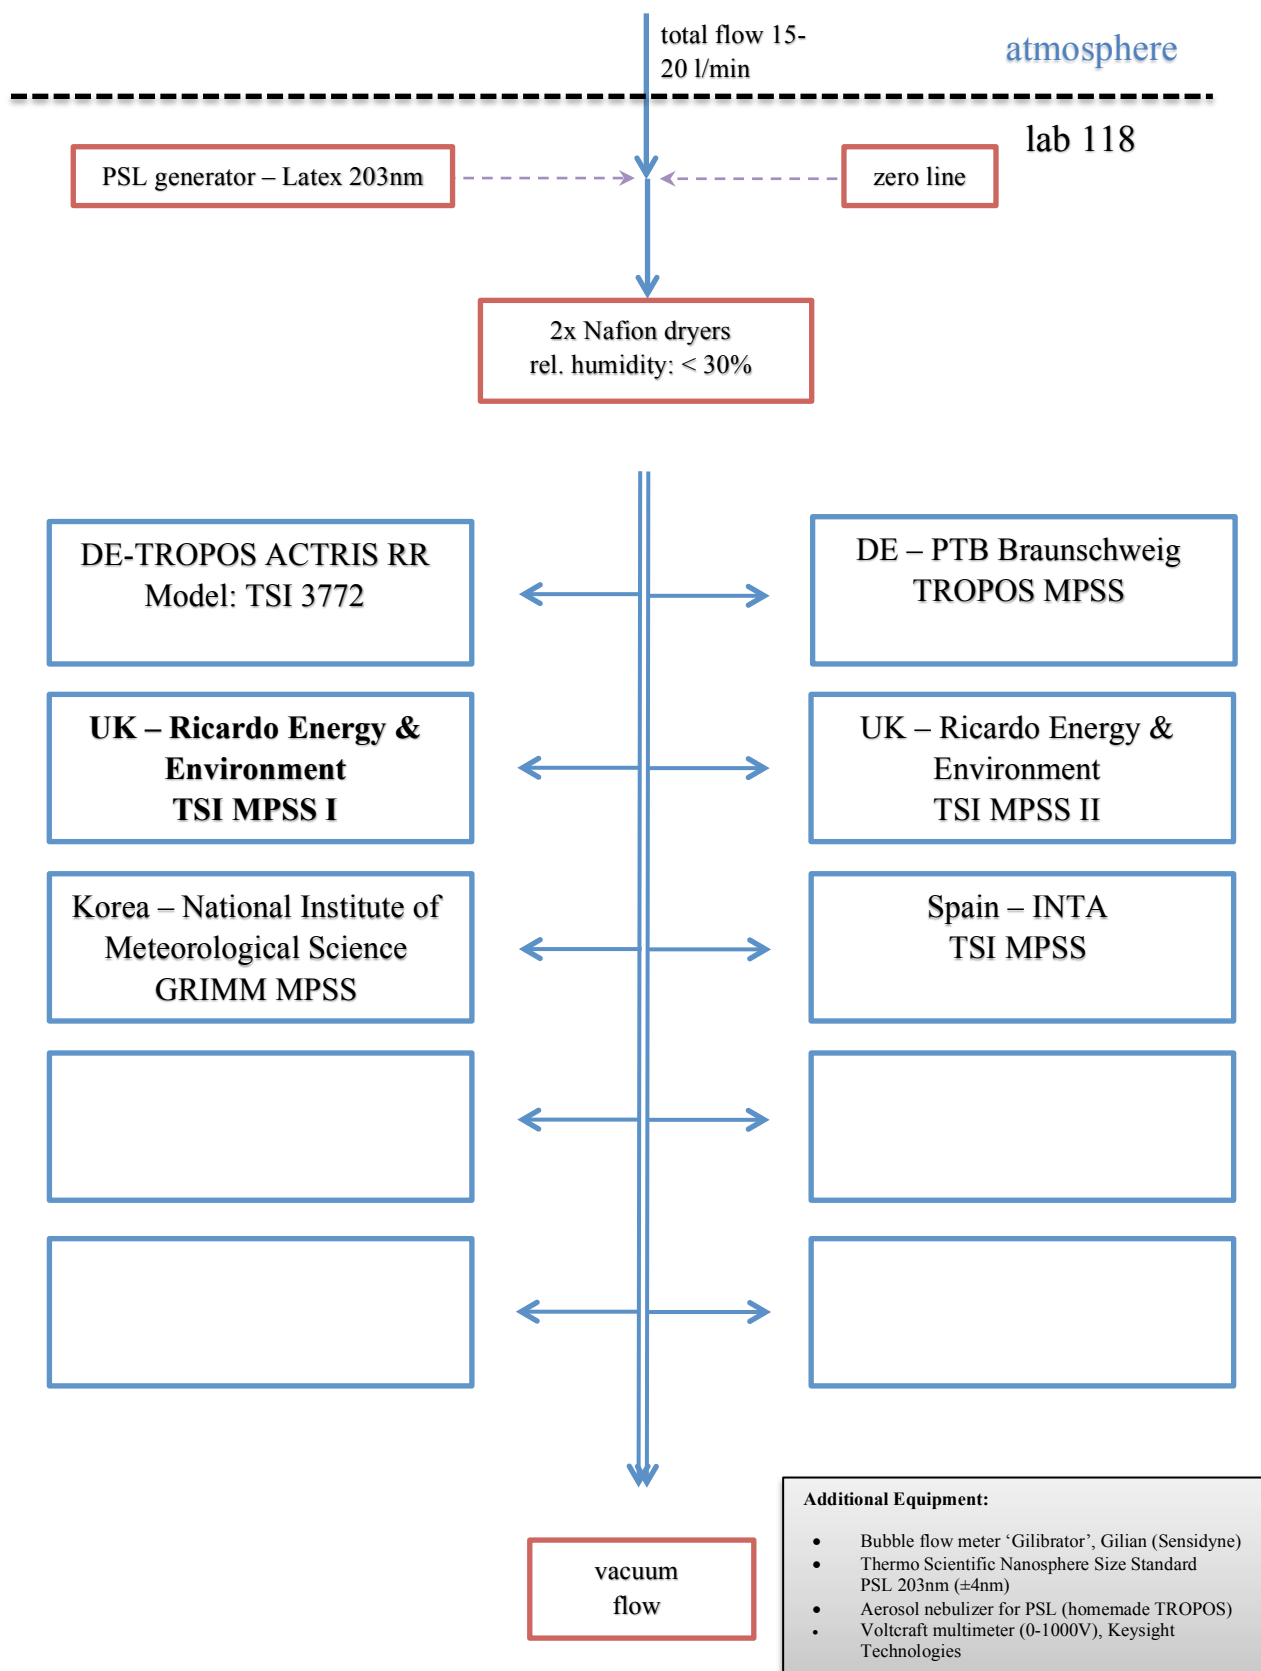 total flow 15-
20 l/min
atmosphere
lab 118
PSL generator – Latex 203nm
zero line
2x Nafion dryers
rel. humidity: < 30%
DE-TROPOS ACTRIS RR
Model: TSI 3772
DE – PTB Braunschweig
TROPOS MPSS
UK – Ricardo Energy &
Environment
TSI MPSS I
UK – Ricardo Energy &
Environment
TSI MPSS II
Korea – National Institute of
Meteorological Science
GRIMM MPSS
Spain – INTA
TSI MPSS
vacuum
flow
Additional Equipment:
• Bubble flow meter ‘Gilibrator’, Gilian (Sensidyne)
• Thermo Scientific Nanosphere Size Standard
PSL 203nm (±4nm)
• Aerosol nebulizer for PSL (homemade TROPOS)
• Voltcraft multimeter (0-1000V), Keysight
Technologies